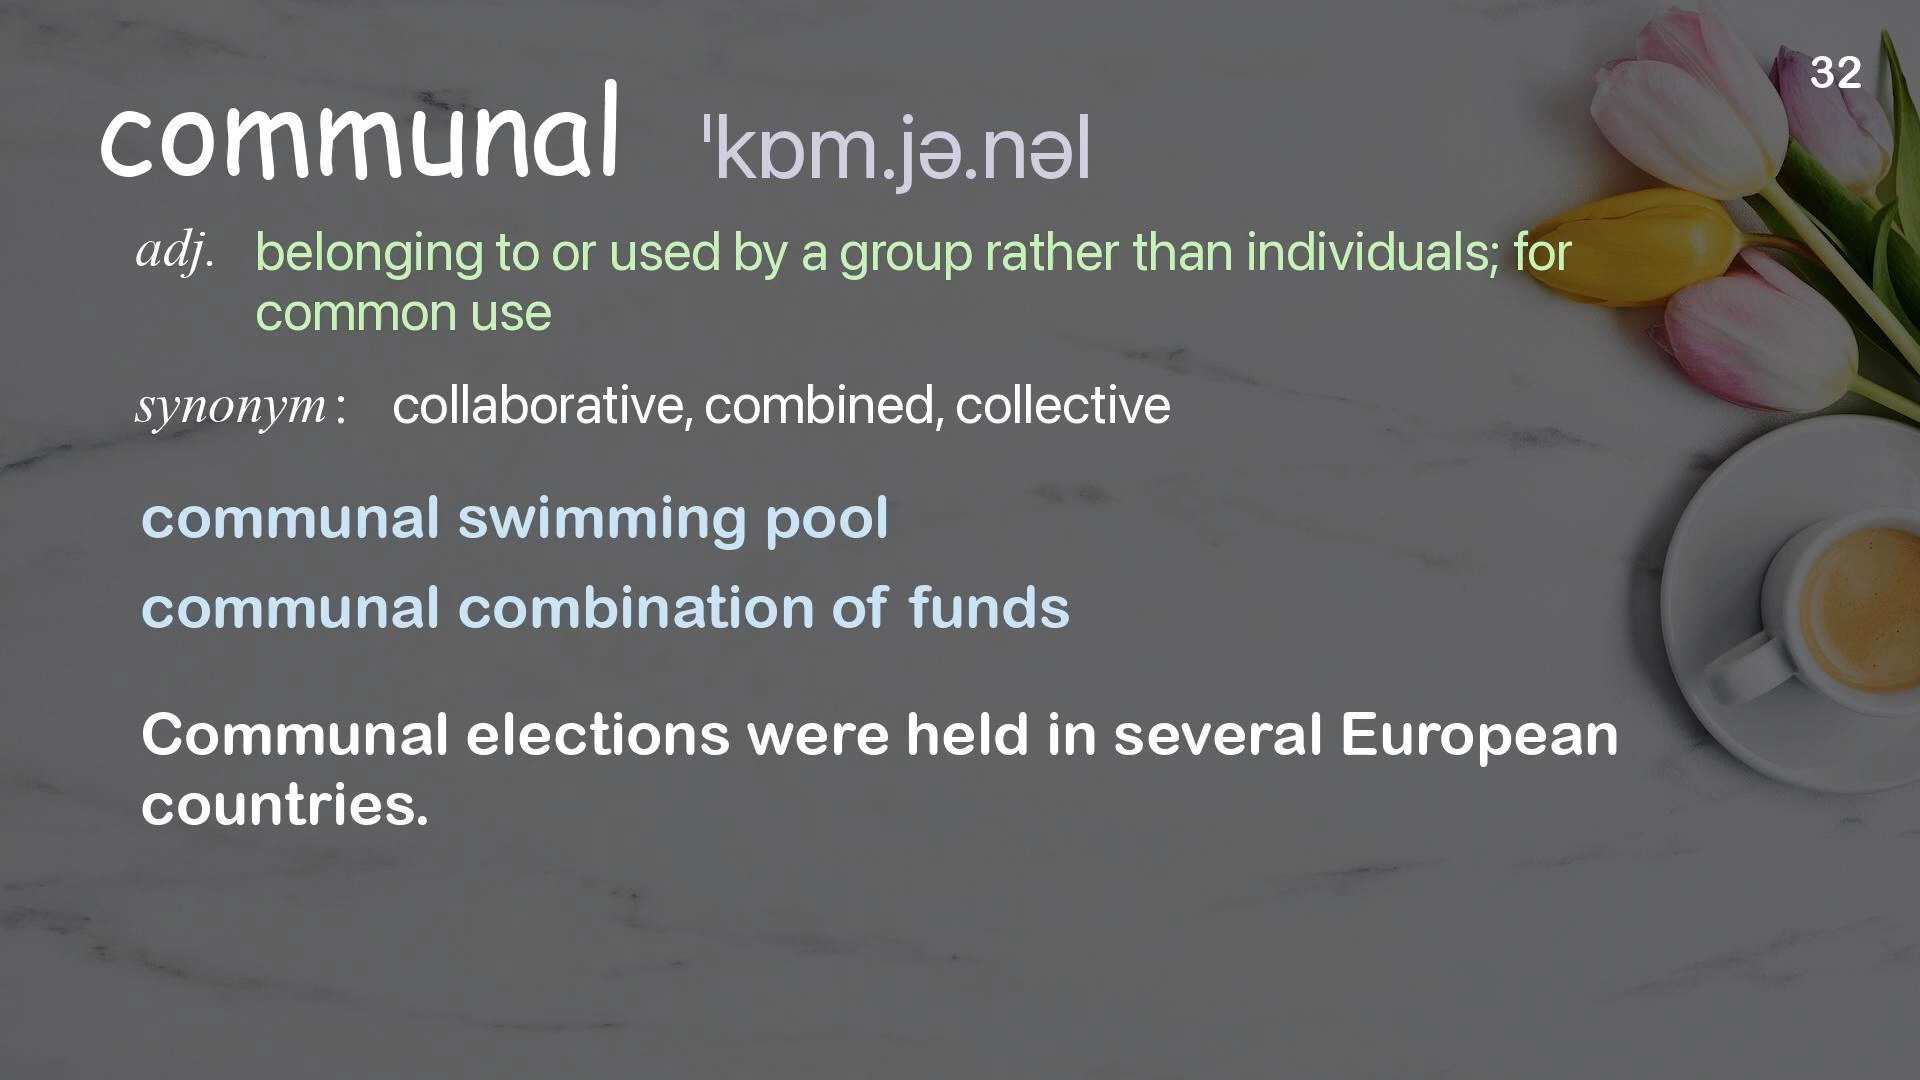 32
communal ˈkɒm.jə.nəl
adj. belonging to or used by a group rather than individuals; for
common use
synonym : collaborative, combined, collective
communal swimming pool
communal combination of funds
Communal elections were held in several European
countries.